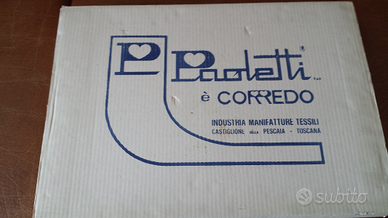 P Paoletti
è CORREDO
INDUSTRIA MANIFATTURE TESSILI
CASTIGLIONE della PESCAIA - TOSCANA
subito